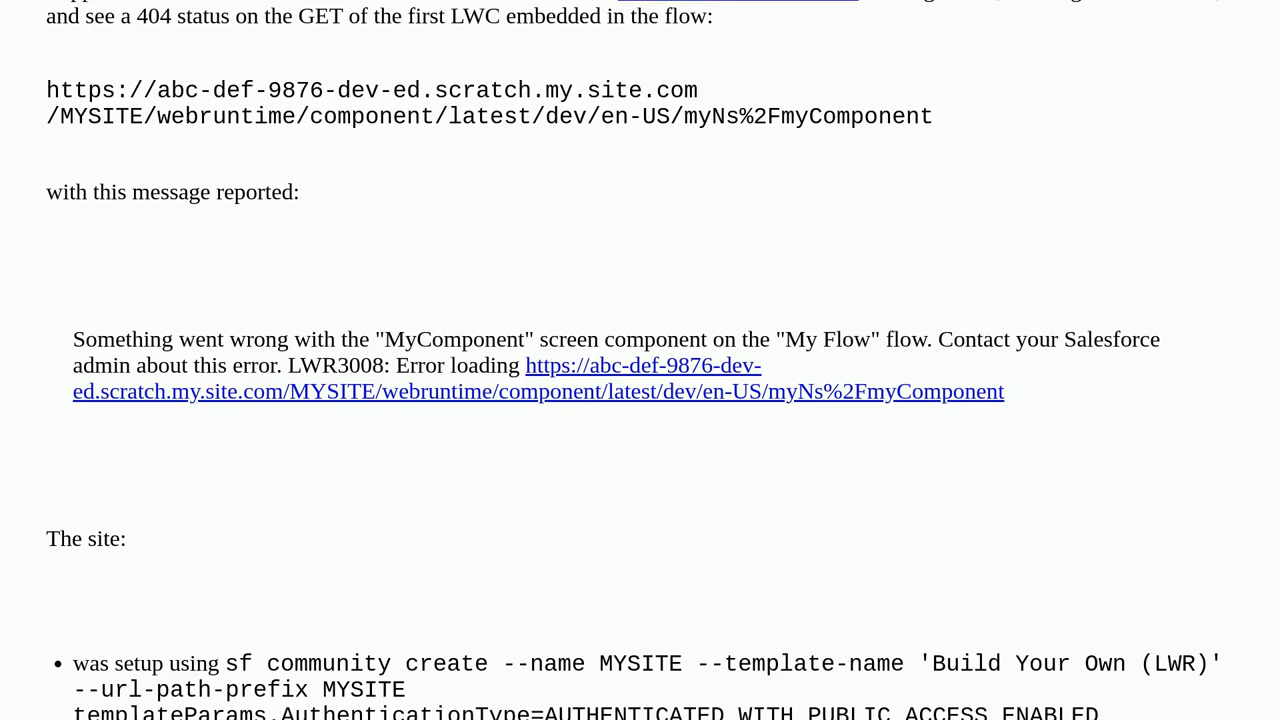 and see a 404 status on the GET of the first LWC embedded in the flow:
https://abc-def-9876-dev-ed.scratch.my.site.com
/MYSITE/webruntime/component/latest/dev/en-US/myNs%2FmyComponent
with this message reported:
Something went wrong with the "MyComponent" screen component on the "My Flow" flow. Contact your Salesforce
admin about this error. LWR3008: Error loading https://abc-def-9876-dev-
ed.scratch.my.site.com/MYSITE/webruntime/component/latest/dev/en-US/myNs%2FmyComponent
The site:
• was setup using sf community create --name MYSITE --template-name 'Build Your Own (LWR)'
--url-path-prefix MYSITE
templateParams.AuthenticationType=AUTHENTICATED_WITH_PUBLIC_ACCESS_ENABLED